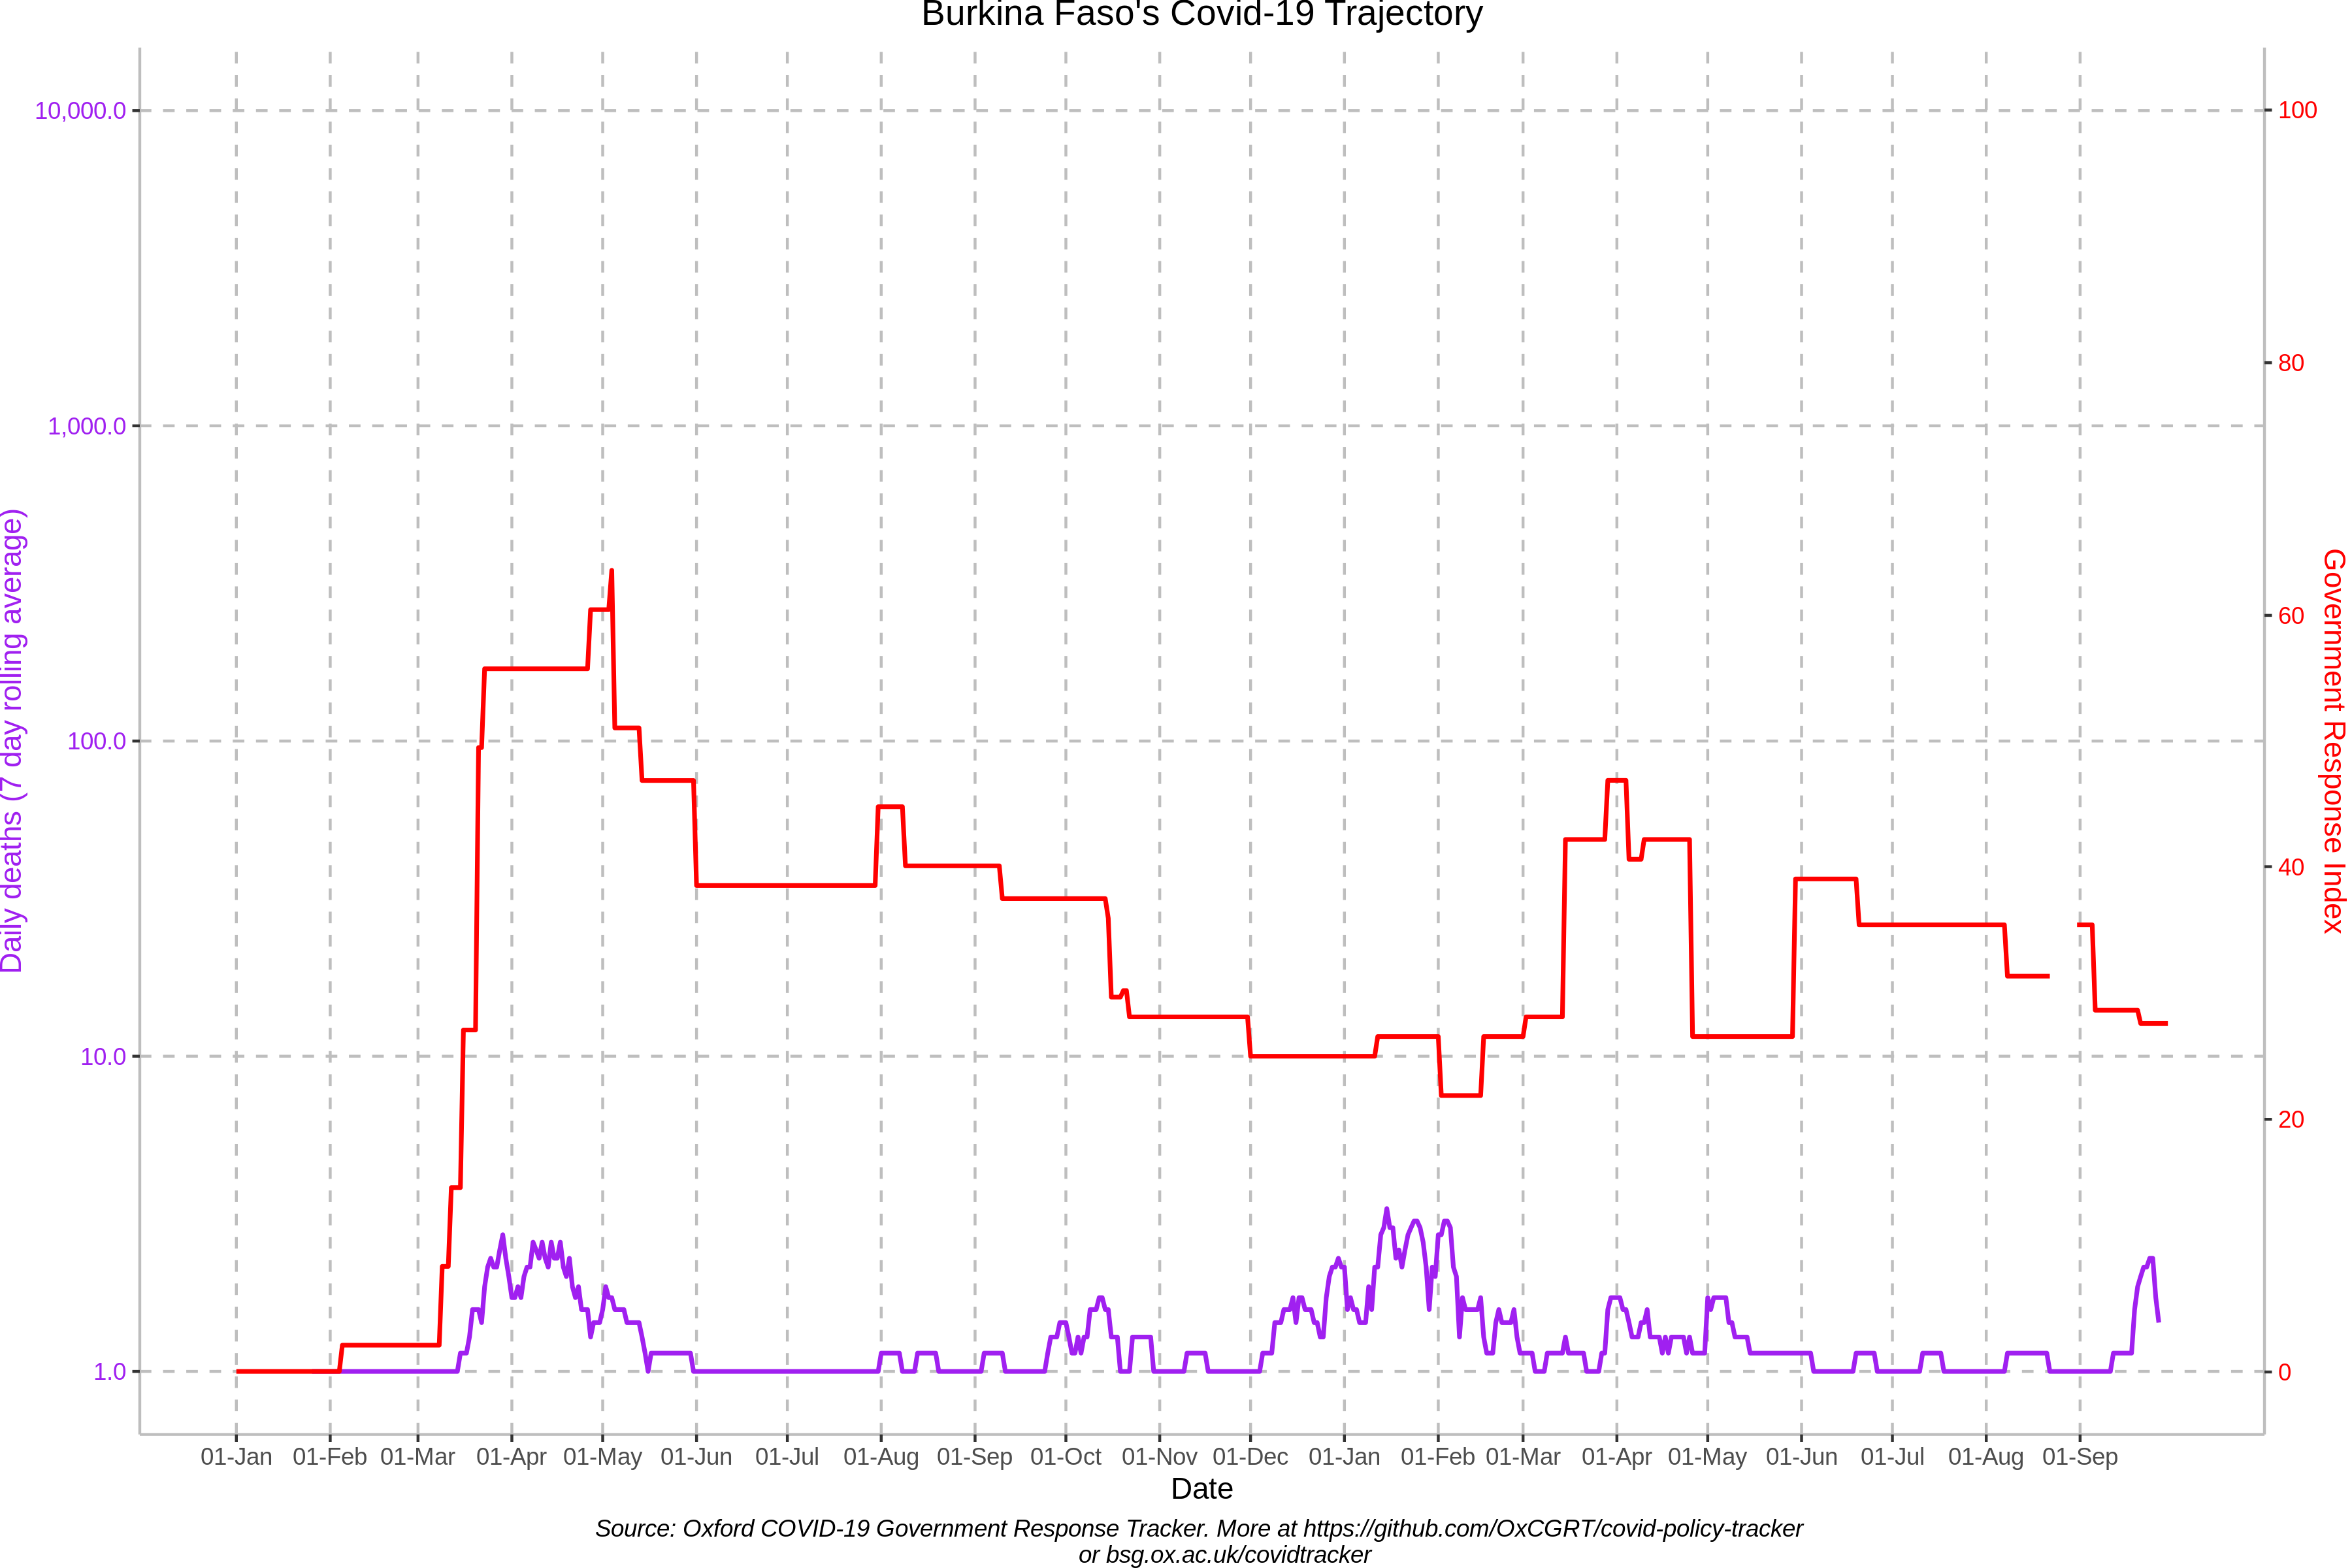 Burkina Faso's Covid-19 Trajectory
10,000.0
1,000.0
100.0
10.0
1.0
Daily deaths (7 day rolling average)
100
80
60
40
20
0
Government Response Index
01-Jan 01-Feb 01-Mar 01-Apr 01-May 01-Jun 01-Jul 01-Aug 01-Sep 01-Oct 01-Nov 01-Dec 01-Jan 01-Feb 01-Mar 01-Apr 01-May 01-Jun 01-Jul 01-Aug 01-Sep
Date
Source: Oxford COVID-19 Government Response Tracker. More at https://github.com/OxCGRT/covid-policy-tracker
or bsg.ox.ac.uk/covidtracker